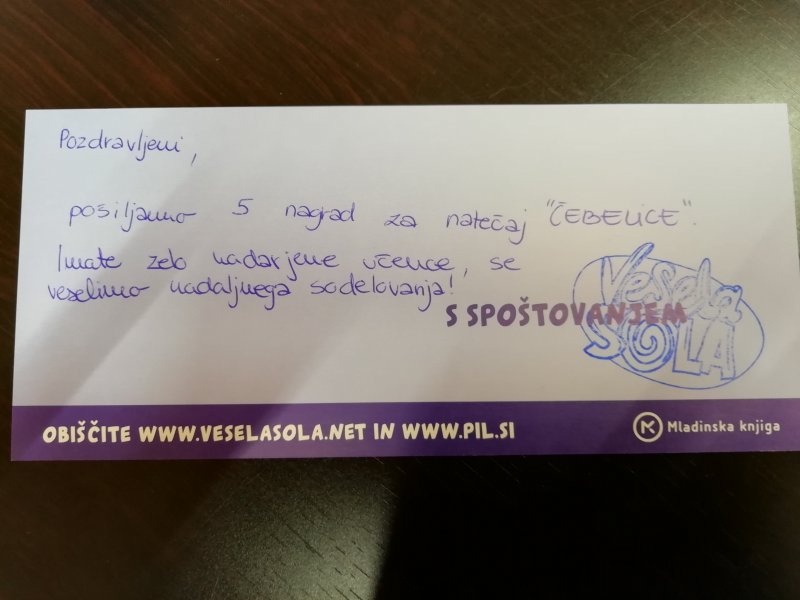 Pozdravljeni,
pošiljamo 5 nagrad za natečaj "ČEBELICE".
Imate zelo nadarjene učence, se
veselimo nadaljnega sodelovanja!
S SPOŠTOVANJEM
Vesela
ŠOLA
OBIŠČITE WWW.VESELASOLA.NET IN WWW.PIL.SI
Mladinska knjiga